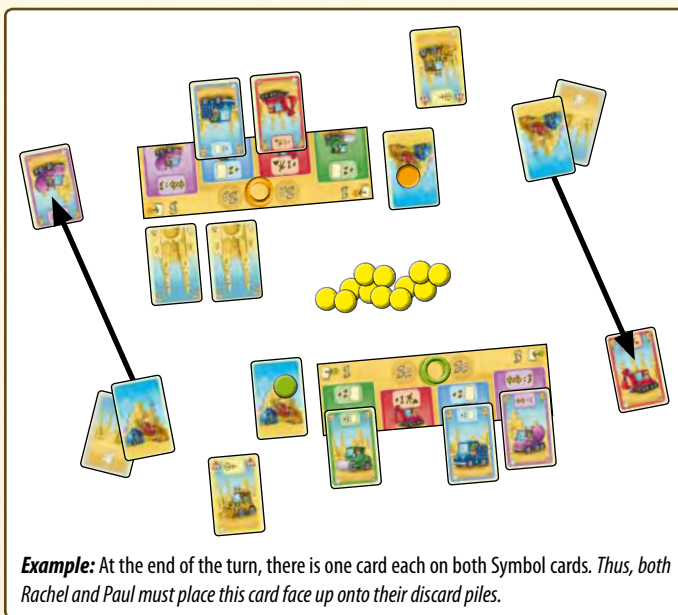 Example: At the end of the turn, there is one card each on both Symbol cards. Thus, both
Rachel and Paul must place this card face up onto their discard piles.